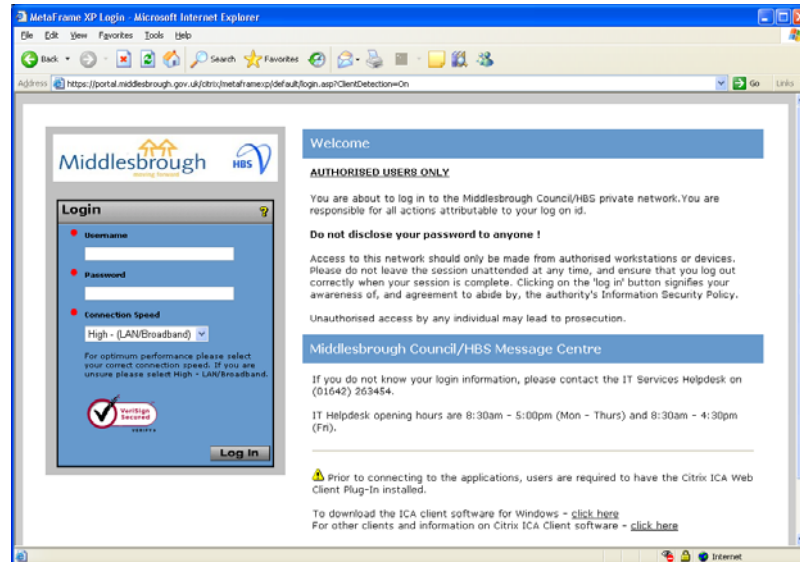 MetaFrame XP Login - Microsoft Internet Explorer
File Edit View Favorites Tools Help
Back Search Favorites
Address https://portal.middlesbrough.gov.uk/citrix/metaframexp/default/login.asp?ClientDetection=On Go Links
Middlesbrough
moving forward
HBS
Login ?
Username
Password
Connection Speed
High - (LAN/Broadband)
For optimum performance please select
your correct connection speed. If you are
unsure please select High - LAN/Broadband.
VeriSign
Secured
VERIFY
Log In
Welcome
AUTHORISED USERS ONLY
You are about to log in to the Middlesbrough Council/HBS private network.You are
responsible for all actions attributable to your log on id.
Do not disclose your password to anyone !
Access to this network should only be made from authorised workstations or devices.
Please do not leave the session unattended at any time, and ensure that you log out
correctly when your session is complete. Clicking on the 'log in' button signifies your
awareness of, and agreement to abide by, the authority's Information Security Policy.
Unauthorised access by any individual may lead to prosecution.
Middlesbrough Council/HBS Message Centre
If you do not know your login information, please contact the IT Services Helpdesk on
(01642) 263454.
IT Helpdesk opening hours are 8:30am - 5:00pm (Mon - Thurs) and 8:30am - 4:30pm
(Fri).
Prior to connecting to the applications, users are required to have the Citrix ICA Web
Client Plug-In installed.
To download the ICA client software for Windows - click here
For other clients and information on Citrix ICA Client software - click here
Internet